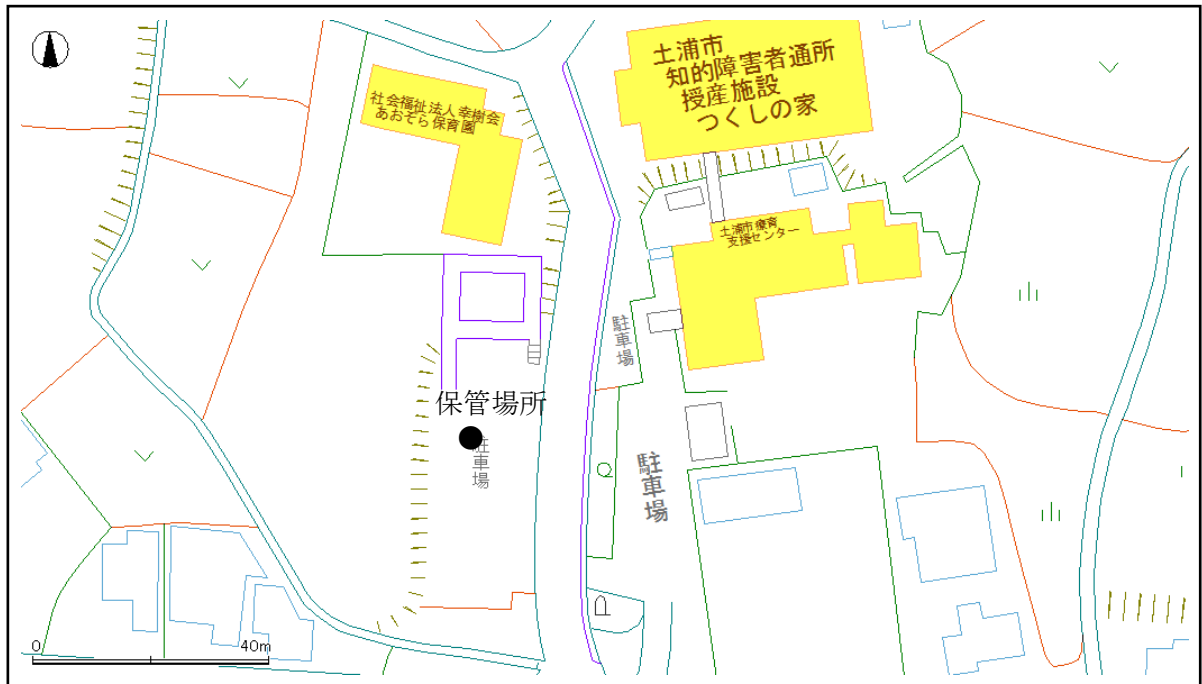 土浦市
知的障害者通所
授産施設
つくしの家
社会福祉法人幸樹会
あおぞら保育園
土浦市療育
支援センター
駐車場
保管場所
駐車場
駐車場
P
0
40m